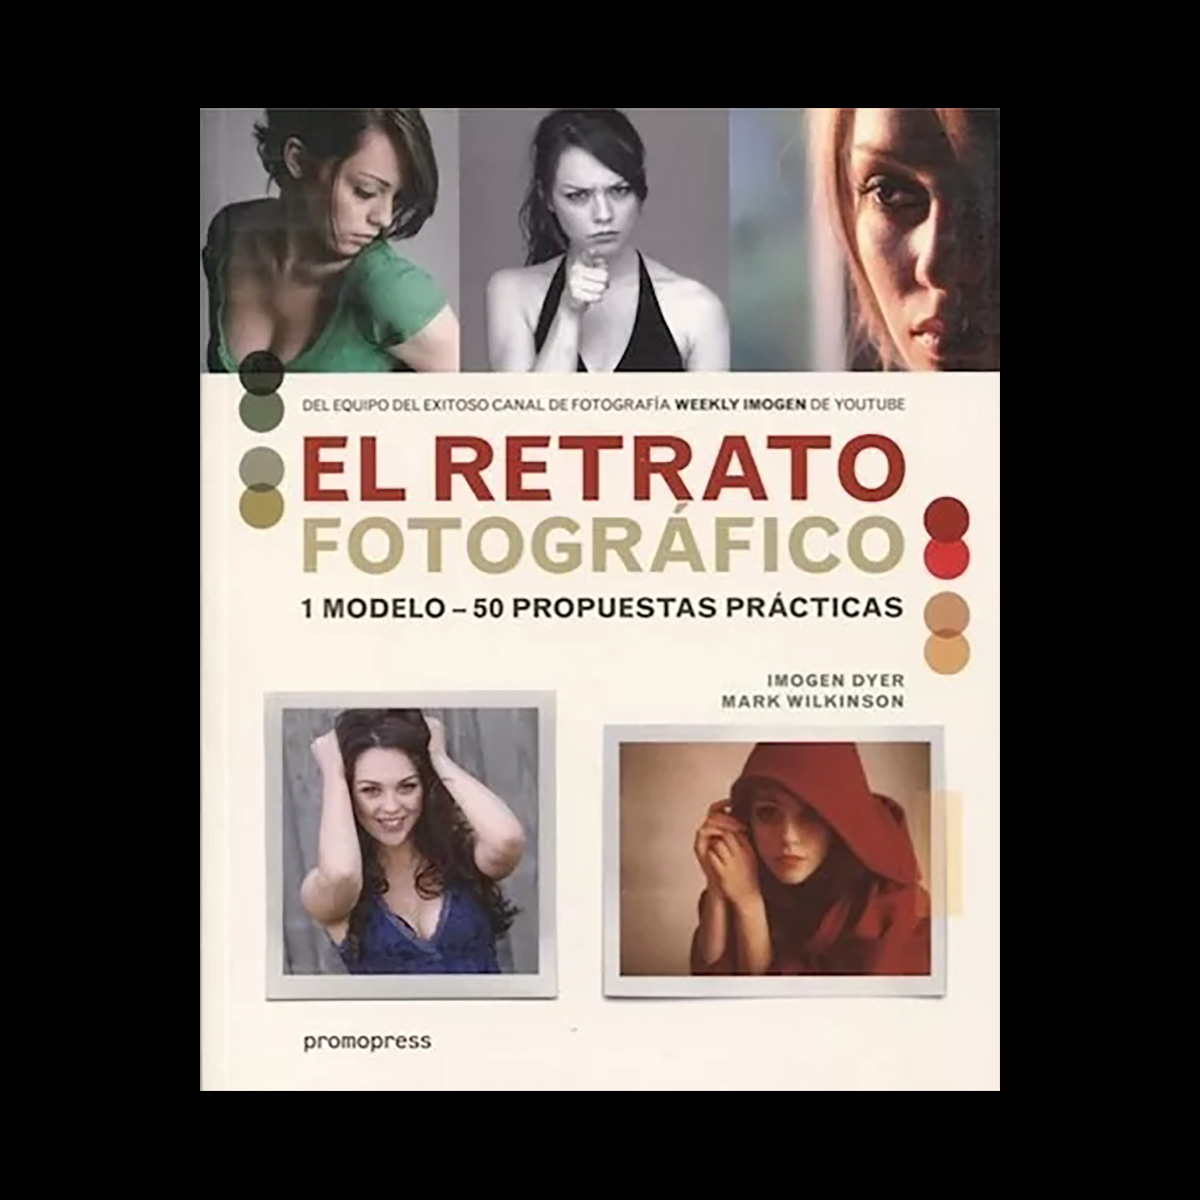 DEL EQUIPO DEL EXITOSO CANAL DE FOTOGRAFÍA WEEKLY IMOGEN DE YOUTUBE
EL RETRATO
FOTOGRÁFICO
1 MODELO – 50 PROPUESTAS PRÁCTICAS
IMOGEN DYER
MARK WILKINSON
promopress